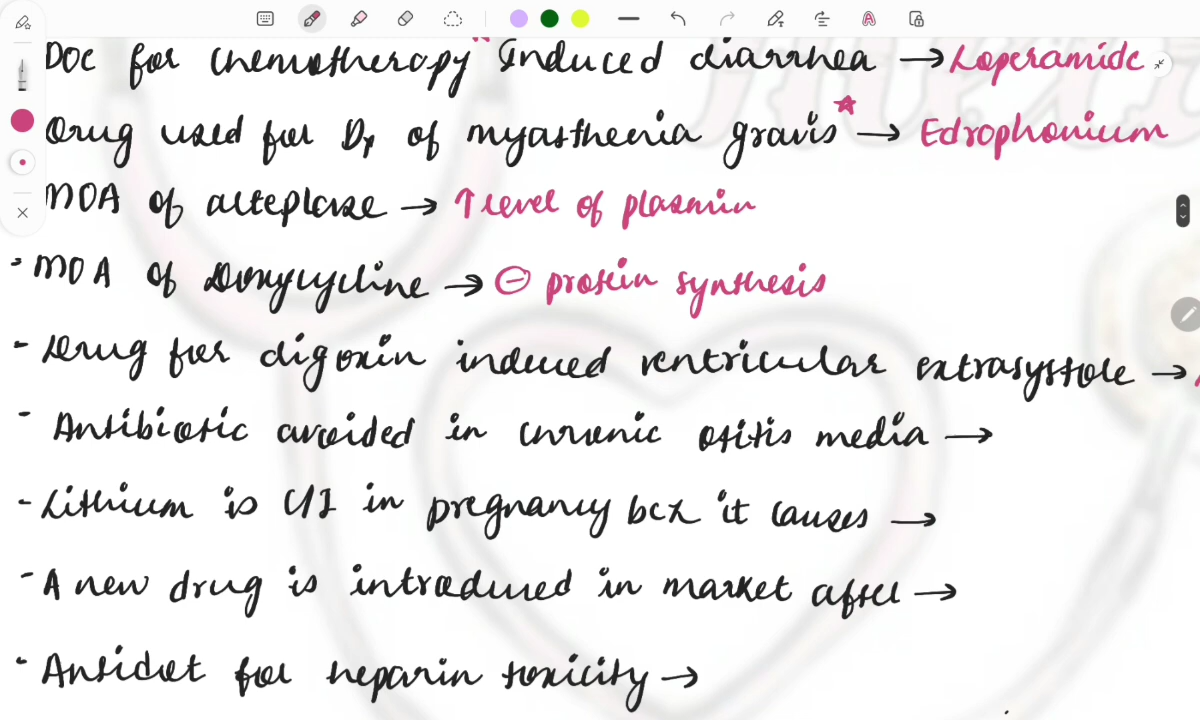 DOC for chemotherapy induced diarrhea → Loperamide
Drug used for Dx of myasthenia gravis → Edrophonium
MOA of alteplase → ↑ level of plasmin
- MOA of Doxycycline → ⊖ protein synthesis
- Drug for digoxin induced ventricular extrasystole →
- Antibiotic avoided in chronic otitis media →
- Lithium is C/I in pregnancy bcz it causes →
- A new drug is introduced in market after →
- Antidot for heparin toxicity →